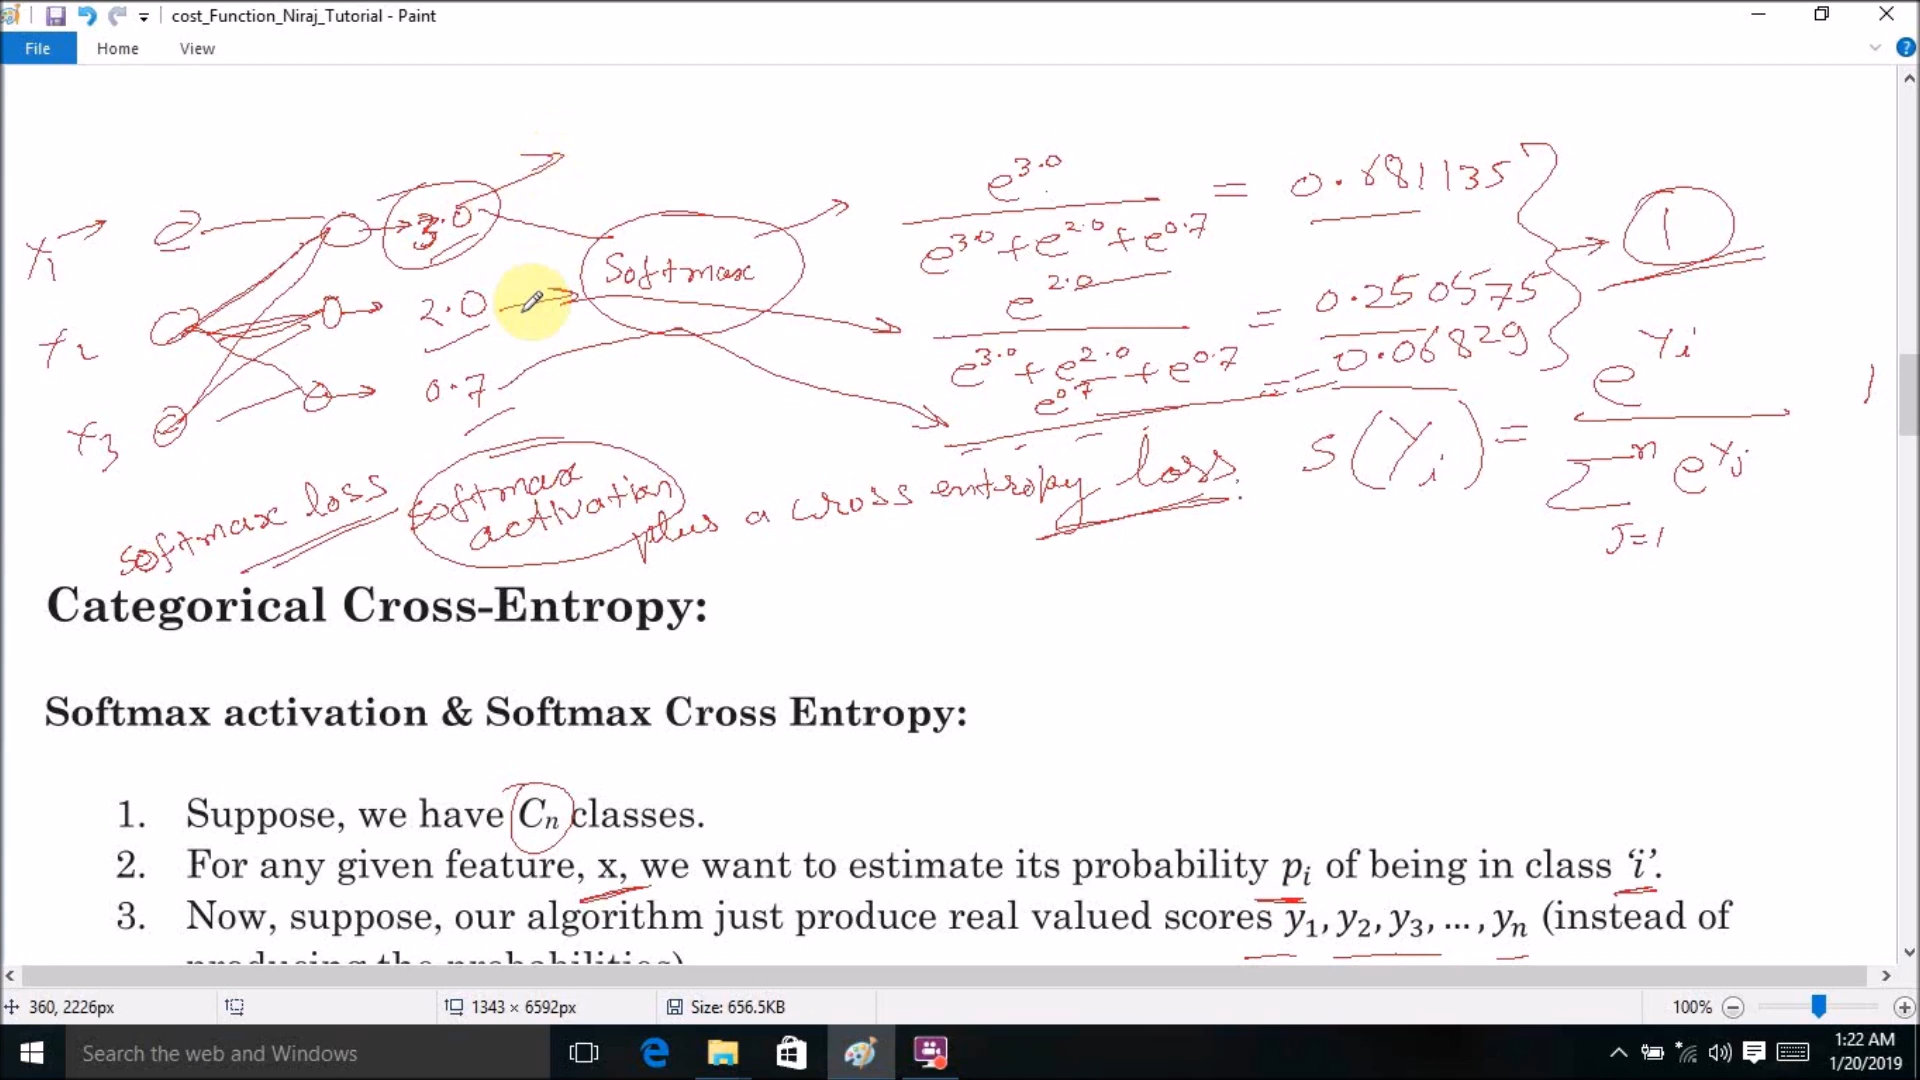 cost_Function_Niraj_Tutorial - Paint
File Home View
e^3.0 / e^3.0 + e^2.0 + e^0.7 = 0.681135
X1 3.0 Softmax 1
e^2.0 / e^3.0 + e^2.0 + e^0.7 = 0.250575
X2 2.0
e^0.7 = 0.06829
X3 0.7
S(Yi) = e^Yi / Σ^n J=1 e^Yj
softmax loss softmax activation plus a cross entropy loss.
Categorical Cross-Entropy:
Softmax activation & Softmax Cross Entropy:
1. Suppose, we have Cn classes.
2. For any given feature, x, we want to estimate its probability pi of being in class ‘i’.
3. Now, suppose, our algorithm just produce real valued scores y1, y2, y3, … , yn (instead of
producing the probabilities)
360, 2226px 1343 × 6592px Size: 656.5KB 100%
Search the web and Windows
1:22 AM
1/20/2019